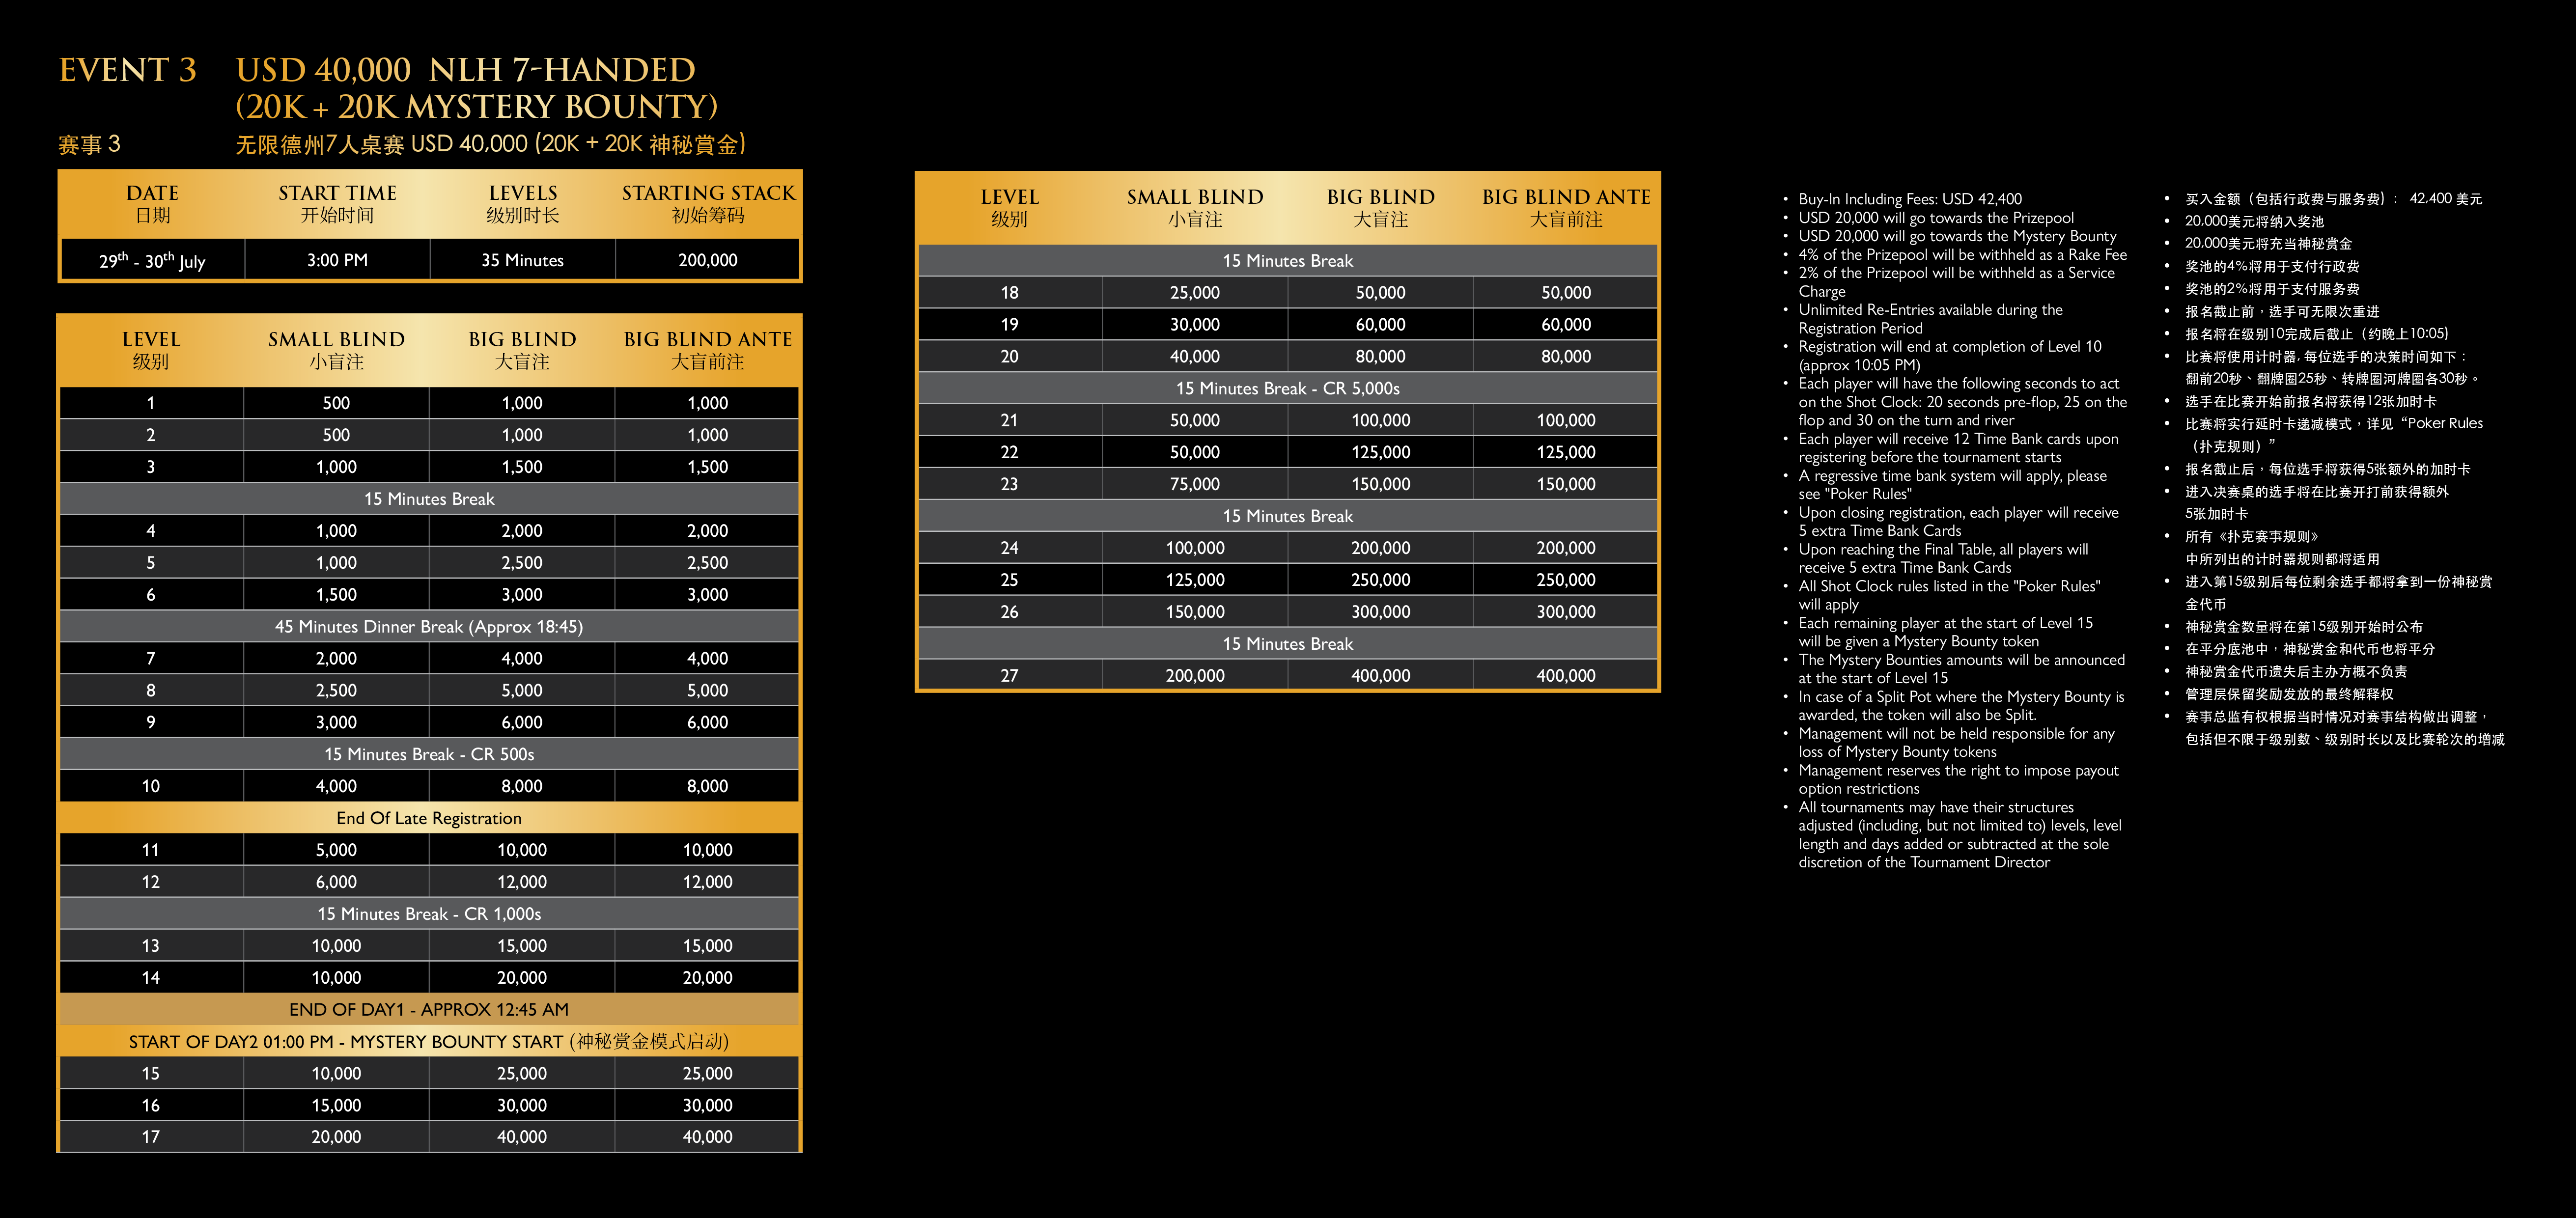 EVENT 3 USD 40,000 NLH 7-HANDED
(20K + 20K MYSTERY BOUNTY)
赛事 3 无限德州7人桌赛 USD 40,000 (20K + 20K 神秘赏金)
DATE START TIME LEVELS STARTING STACK
日期 开始时间 级别时长 初始筹码
29th - 30th July 3:00 PM 35 Minutes 200,000
LEVEL SMALL BLIND BIG BLIND BIG BLIND ANTE
级别 小盲注 大盲注 大盲前注
1 500 1,000 1,000
2 500 1,000 1,000
3 1,000 1,500 1,500
15 Minutes Break
4 1,000 2,000 2,000
5 1,000 2,500 2,500
6 1,500 3,000 3,000
45 Minutes Dinner Break (Approx 18:45)
7 2,000 4,000 4,000
8 2,500 5,000 5,000
9 3,000 6,000 6,000
15 Minutes Break - CR 500s
10 4,000 8,000 8,000
End Of Late Registration
11 5,000 10,000 10,000
12 6,000 12,000 12,000
15 Minutes Break - CR 1,000s
13 10,000 15,000 15,000
14 10,000 20,000 20,000
END OF DAY1 - APPROX 12:45 AM
START OF DAY2 01:00 PM - MYSTERY BOUNTY START (神秘赏金模式启动)
15 10,000 25,000 25,000
16 15,000 30,000 30,000
17 20,000 40,000 40,000
LEVEL SMALL BLIND BIG BLIND BIG BLIND ANTE
级别 小盲注 大盲注 大盲前注
15 Minutes Break
18 25,000 50,000 50,000
19 30,000 60,000 60,000
20 40,000 80,000 80,000
15 Minutes Break - CR 5,000s
21 50,000 100,000 100,000
22 50,000 125,000 125,000
23 75,000 150,000 150,000
15 Minutes Break
24 100,000 200,000 200,000
25 125,000 250,000 250,000
26 150,000 300,000 300,000
15 Minutes Break
27 200,000 400,000 400,000
• Buy-In Including Fees: USD 42,400
• USD 20,000 will go towards the Prizepool
• USD 20,000 will go towards the Mystery Bounty
• 4% of the Prizepool will be withheld as a Rake Fee
• 2% of the Prizepool will be withheld as a Service
Charge
• Unlimited Re-Entries available during the
Registration Period
• Registration will end at completion of Level 10
(approx 10:05 PM)
• Each player will have the following seconds to act
on the Shot Clock: 20 seconds pre-flop, 25 on the
flop and 30 on the turn and river
• Each player will receive 12 Time Bank cards upon
registering before the tournament starts
• A regressive time bank system will apply, please
see "Poker Rules"
• Upon closing registration, each player will receive
5 extra Time Bank Cards
• Upon reaching the Final Table, all players will
receive 5 extra Time Bank Cards
• All Shot Clock rules listed in the "Poker Rules"
will apply
• Each remaining player at the start of Level 15
will be given a Mystery Bounty token
• The Mystery Bounties amounts will be announced
at the start of Level 15
• In case of a Split Pot where the Mystery Bounty is
awarded, the token will also be Split.
• Management will not be held responsible for any
loss of Mystery Bounty tokens
• Management reserves the right to impose payout
option restrictions
• All tournaments may have their structures
adjusted (including, but not limited to) levels, level
length and days added or subtracted at the sole
discretion of the Tournament Director
• 买入金额（包括行政费与服务费）： 42,400 美元
• 20,000美元将纳入奖池
• 20,000美元将充当神秘赏金
• 奖池的4%将用于支付行政费
• 奖池的2%将用于支付服务费
• 报名截止前，选手可无限次重进
• 报名将在级别10完成后截止（约晚上10:05)
• 比赛将使用计时器, 每位选手的决策时间如下：
翻前20秒、翻牌圈25秒、转牌圈河牌圈各30秒。
• 选手在比赛开始前报名将获得12张加时卡
• 比赛将实行延时卡递减模式，详见“Poker Rules
（扑克规则）”
• 报名截止后，每位选手将获得5张额外的加时卡
• 进入决赛桌的选手将在比赛开打前获得额外
5张加时卡
• 所有《扑克赛事规则》
中所列出的计时器规则都将适用
• 进入第15级别后每位剩余选手都将拿到一份神秘赏
金代币
• 神秘赏金数量将在第15级别开始时公布
• 在平分底池中，神秘赏金和代币也将平分
• 神秘赏金代币遗失后主办方概不负责
• 管理层保留奖励发放的最终解释权
• 赛事总监有权根据当时情况对赛事结构做出调整，
包括但不限于级别数、级别时长以及比赛轮次的增减